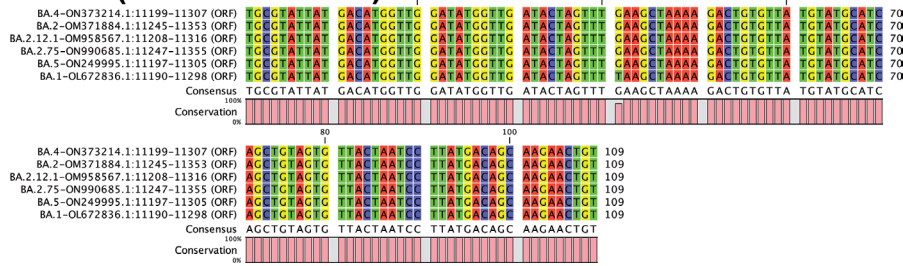 BA.4-ON373214.1:11199-11307 (ORF) TGCGTATTAT GACATGGTTG GATATGGTTG ATACTAGTTT GAAGCTAAAA GACTGTGTTA TGTATGCATC 70
BA.2-OM371884.1:11245-11353 (ORF) TGCGTATTAT GACATGGTTG GATATGGTTG ATACTAGTTT GAAGCTAAAA GACTGTGTTA TGTATGCATC 70
BA.2.12.1-OM958567.1:11208-11316 (ORF) TGCGTATTAT GACATGGTTG GATATGGTTG ATACTAGTTT GAAGCTAAAA GACTGTGTTA TGTATGCATC 70
BA.2.75-ON990685.1:11247-11355 (ORF) TGCGTATTAT GACATGGTTG GATATGGTTG ATACTAGTTT GAAGCTAAAA GACTGTGTTA TGTATGCATC 70
BA.5-ON249995.1:11197-11305 (ORF) TGCGTATTAT GACATGGTTG GATATGGTTG ATACTAGTTT GAAGCTAAAA GACTGTGTTA TGTATGCATC 70
BA.1-OL672836.1:11190-11298 (ORF) TGCGTATTAT GACATGGTTG GATATGGTTG ATACTAGTTT TAAGCTAAAA GACTGTGTTA TGTATGCATC 70
Consensus TGCGTATTAT GACATGGTTG GATATGGTTG ATACTAGTTT GAAGCTAAAA GACTGTGTTA TGTATGCATC
100%
Conservation
0%
80 100
BA.4-ON373214.1:11199-11307 (ORF) AGCTGTAGTG TTACTAATCC TTATGACAGC AAGAACTGT 109
BA.2-OM371884.1:11245-11353 (ORF) AGCTGTAGTG TTACTAATCC TTATGACAGC AAGAACTGT 109
BA.2.12.1-OM958567.1:11208-11316 (ORF) AGCTGTAGTG TTACTAATCC TTATGACAGC AAGAACTGT 109
BA.2.75-ON990685.1:11247-11355 (ORF) AGCTGTAGTG TTACTAATCC TTATGACAGC AAGAACTGT 109
BA.5-ON249995.1:11197-11305 (ORF) AGCTGTAGTG TTACTAATCC TTATGACAGC AAGAACTGT 109
BA.1-OL672836.1:11190-11298 (ORF) AGCTGTAGTG TTACTAATCC TTATGACAGC AAGAACTGT 109
Consensus AGCTGTAGTG TTACTAATCC TTATGACAGC AAGAACTGT
100%
Conservation
0%